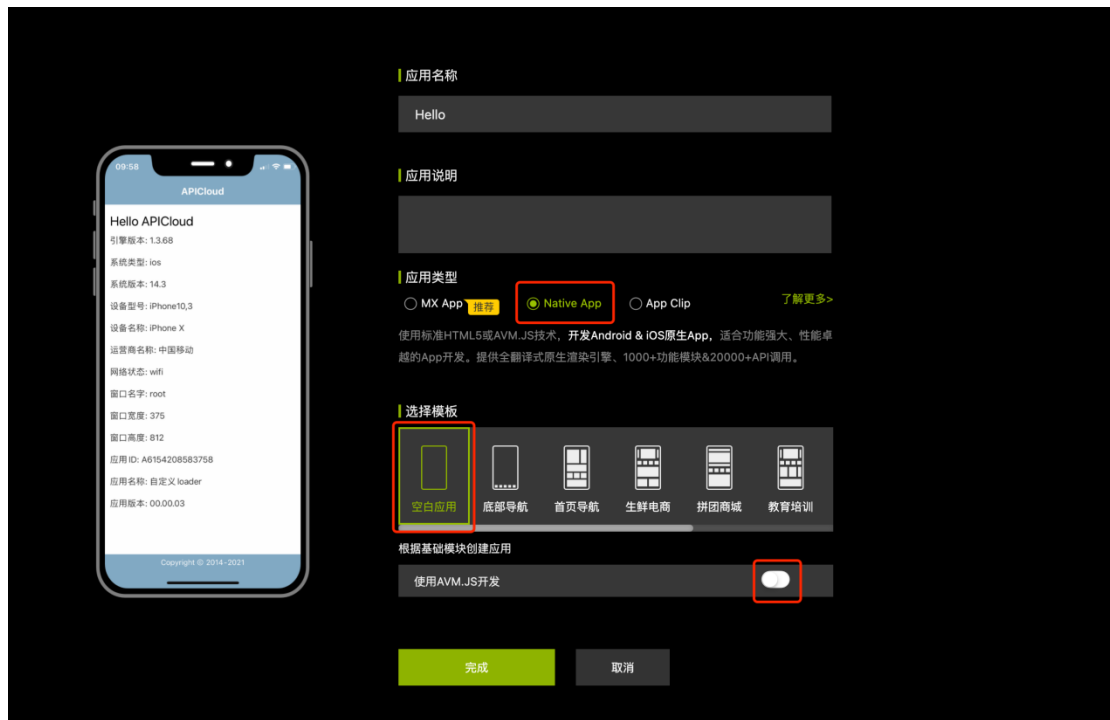 应用名称
Hello
应用说明
应用类型
MX App 推荐 Native App App Clip 了解更多>
使用标准HTML5或AVM.JS技术，开发Android & iOS原生App，适合功能强大、性能卓
越的App开发。提供全翻译式原生渲染引擎、1000+功能模块&20000+API调用。
选择模板
空白应用 底部导航 首页导航 生鲜电商 拼团商城 教育培训
根据基础模块创建应用
使用AVM.JS开发
完成 取消
09:58
APICloud
Hello APICloud
引擎版本: 1.3.68
系统类型: ios
系统版本: 14.3
设备型号: iPhone10,3
设备名称: iPhone X
运营商名称: 中国移动
网络状态: wifi
窗口名字: root
窗口宽度: 375
窗口高度: 812
应用ID: A6154208583758
应用名称: 自定义loader
应用版本: 00.00.03
Copyright © 2014-2021